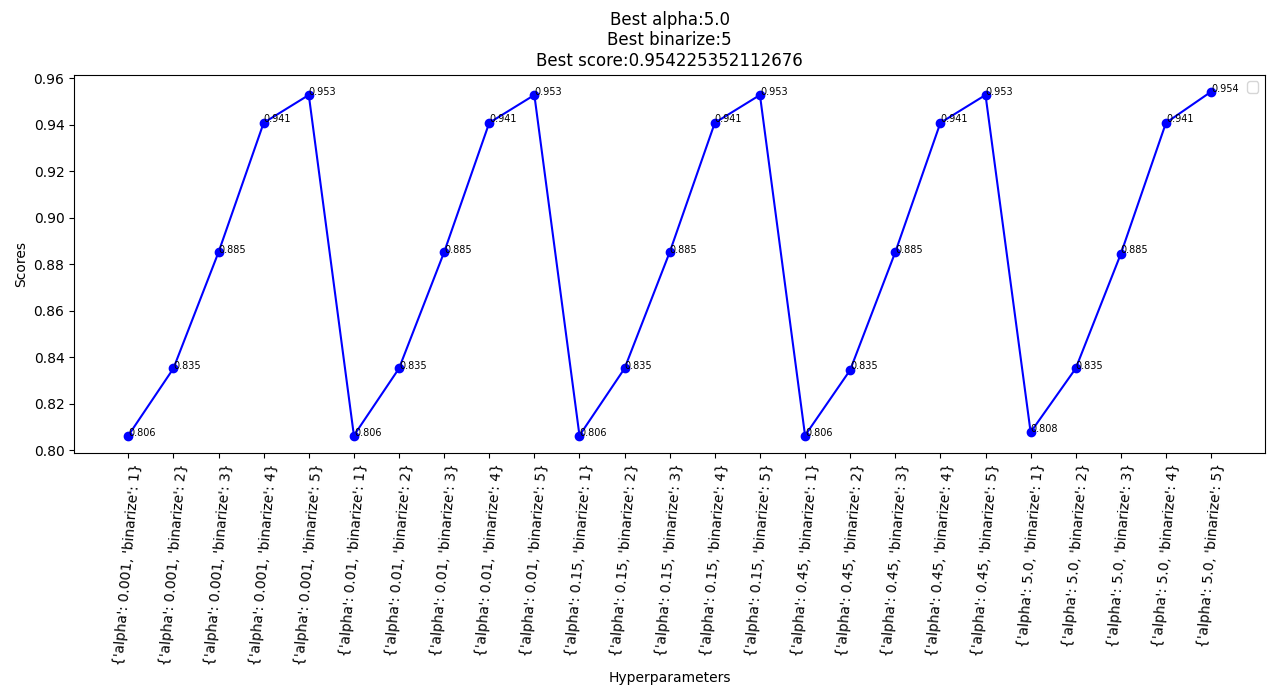 Best alpha:5.0
Best binarize:5
Best score:0.954225352112676
0.96
0.94
0.92
0.90
0.88
0.86
0.84
0.82
0.80
Scores
0.806
0.835
0.885
0.941
0.953
0.806
0.835
0.885
0.941
0.953
0.806
0.835
0.885
0.941
0.953
0.806
0.835
0.885
0.941
0.953
0.808
0.835
0.885
0.941
0.954
{'alpha': 0.001, 'binarize': 1}
{'alpha': 0.001, 'binarize': 2}
{'alpha': 0.001, 'binarize': 3}
{'alpha': 0.001, 'binarize': 4}
{'alpha': 0.001, 'binarize': 5}
{'alpha': 0.01, 'binarize': 1}
{'alpha': 0.01, 'binarize': 2}
{'alpha': 0.01, 'binarize': 3}
{'alpha': 0.01, 'binarize': 4}
{'alpha': 0.01, 'binarize': 5}
{'alpha': 0.15, 'binarize': 1}
{'alpha': 0.15, 'binarize': 2}
{'alpha': 0.15, 'binarize': 3}
{'alpha': 0.15, 'binarize': 4}
{'alpha': 0.15, 'binarize': 5}
{'alpha': 0.45, 'binarize': 1}
{'alpha': 0.45, 'binarize': 2}
{'alpha': 0.45, 'binarize': 3}
{'alpha': 0.45, 'binarize': 4}
{'alpha': 0.45, 'binarize': 5}
{'alpha': 5.0, 'binarize': 1}
{'alpha': 5.0, 'binarize': 2}
{'alpha': 5.0, 'binarize': 3}
{'alpha': 5.0, 'binarize': 4}
{'alpha': 5.0, 'binarize': 5}
Hyperparameters